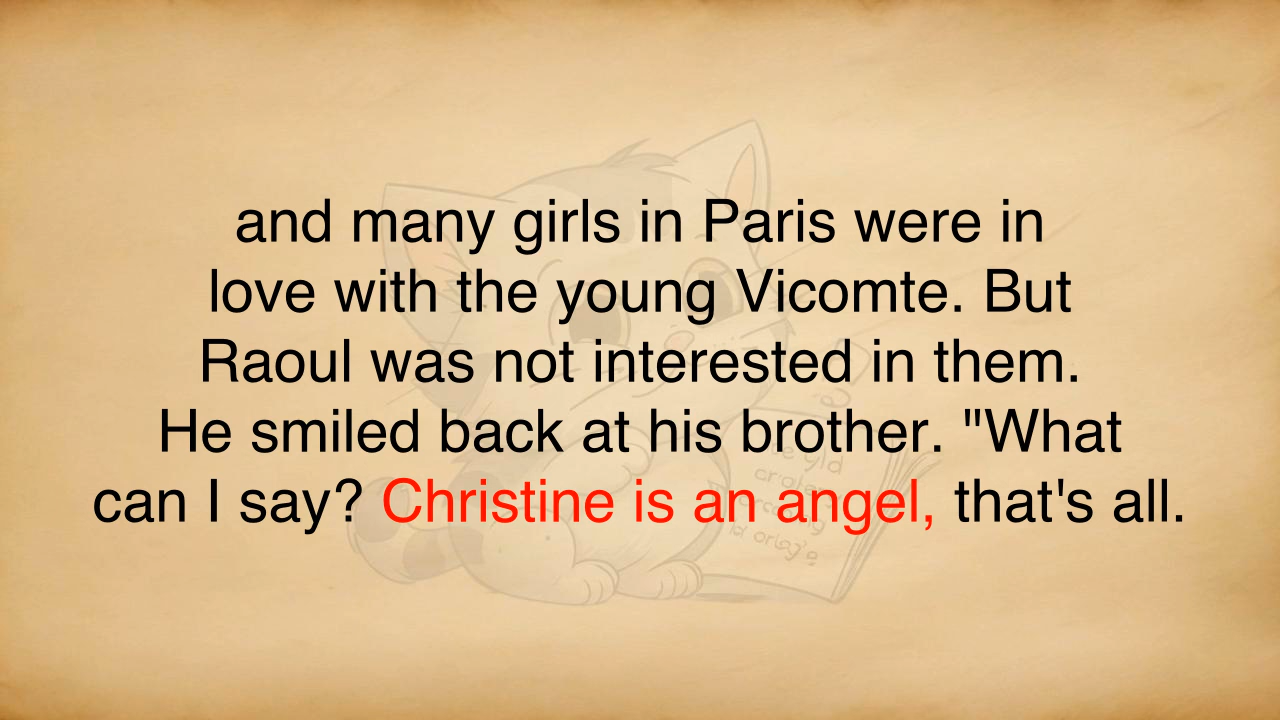 and many girls in Paris were in
love with the young Vicomte. But
Raoul was not interested in them.
He smiled back at his brother. "What
can I say? Christine is an angel, that's all.